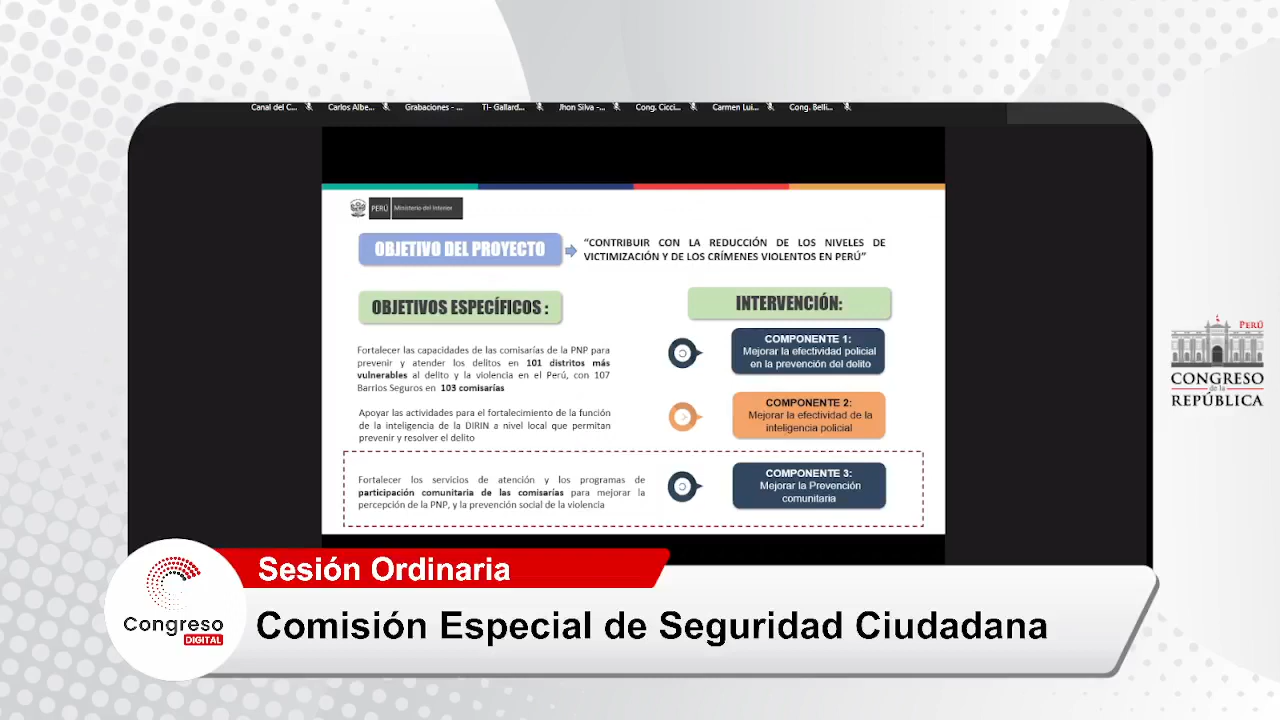 Canal del C...
Carlos Albe...
Grabaciones - ...
TI- Gallard...
Jhon Silva -...
Cong. Cicci...
Carmen Lui...
Cong. Belli...
PERÚ
Ministerio del Interior
OBJETIVO DEL PROYECTO
“CONTRIBUIR CON LA REDUCCIÓN DE LOS NIVELES DE
VICTIMIZACIÓN Y DE LOS CRÍMENES VIOLENTOS EN PERÚ”
OBJETIVOS ESPECÍFICOS :
INTERVENCIÓN:
Fortalecer las capacidades de las comisarías de la PNP para
prevenir y atender los delitos en 101 distritos más
vulnerables al delito y la violencia en el Perú, con 107
Barrios Seguros en 103 comisarías
COMPONENTE 1:
Mejorar la efectividad policial
en la prevención del delito
Apoyar las actividades para el fortalecimiento de la función
de la inteligencia de la DIRIN a nivel local que permitan
prevenir y resolver el delito
COMPONENTE 2:
Mejorar la efectividad de la
inteligencia policial
Fortalecer los servicios de atención y los programas de
participación comunitaria de las comisarías para mejorar la
percepción de la PNP, y la prevención social de la violencia
COMPONENTE 3:
Mejorar la Prevención
comunitaria
PERÚ
CONGRESO
de la
REPÚBLICA
Sesión Ordinaria
Congreso
DIGITAL
Comisión Especial de Seguridad Ciudadana